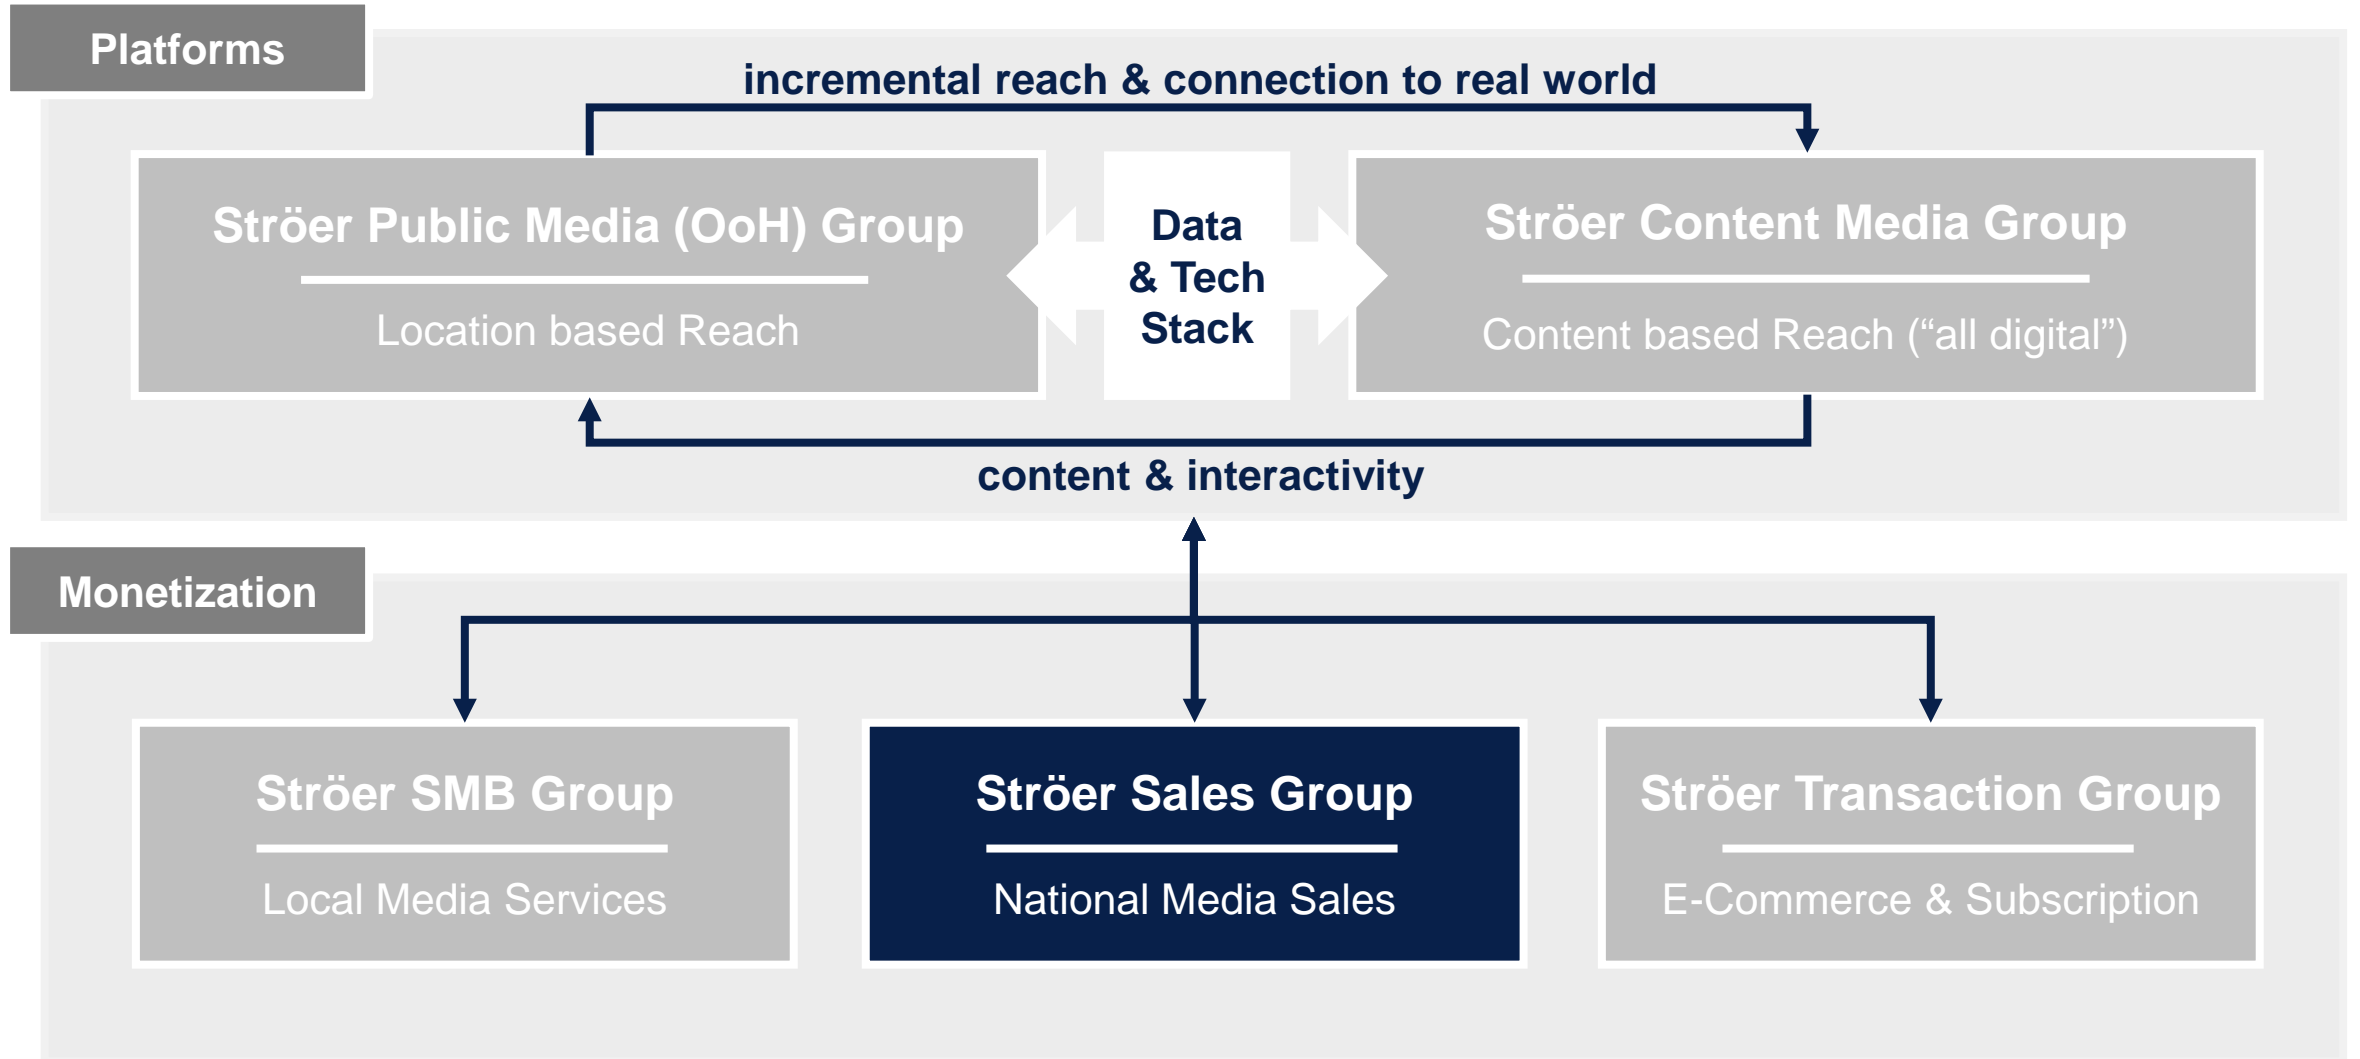 Platforms
incremental reach & connection to real world
Ströer Public Media (OoH) Group
Location based Reach
Data
& Tech
Stack
Ströer Content Media Group
Content based Reach (“all digital”)
content & interactivity
Monetization
Ströer SMB Group
Local Media Services
Ströer Sales Group
National Media Sales
Ströer Transaction Group
E-Commerce & Subscription